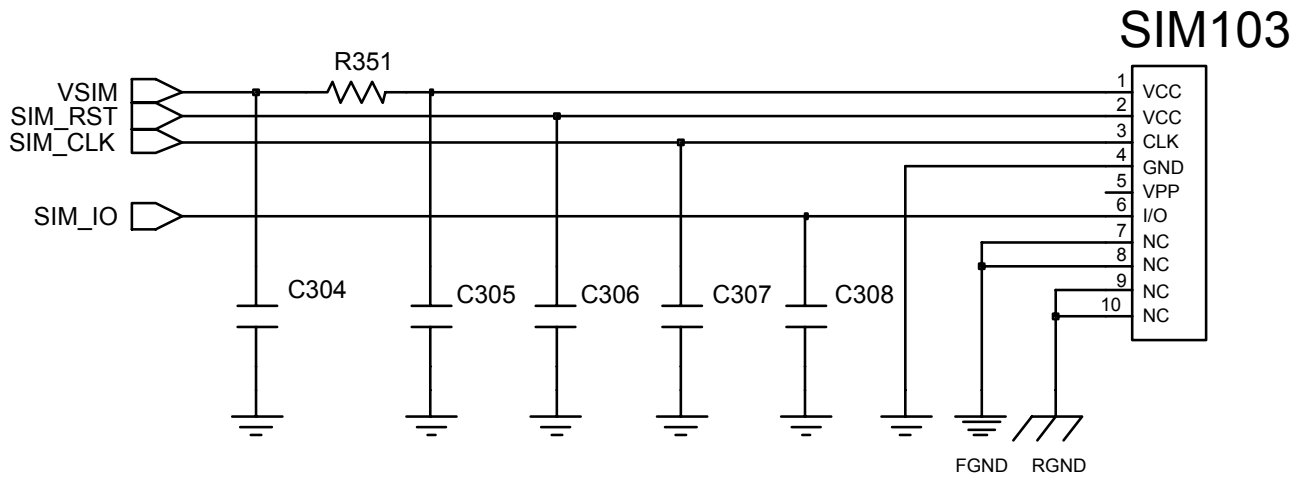 SIM103
R351
VSIM
SIM_RST
SIM_CLK
SIM_IO
1 VCC
2 VCC
3 CLK
4 GND
5 VPP
6 I/O
7 NC
8 NC
9 NC
10 NC
C304 C305 C306 C307 C308
FGND RGND